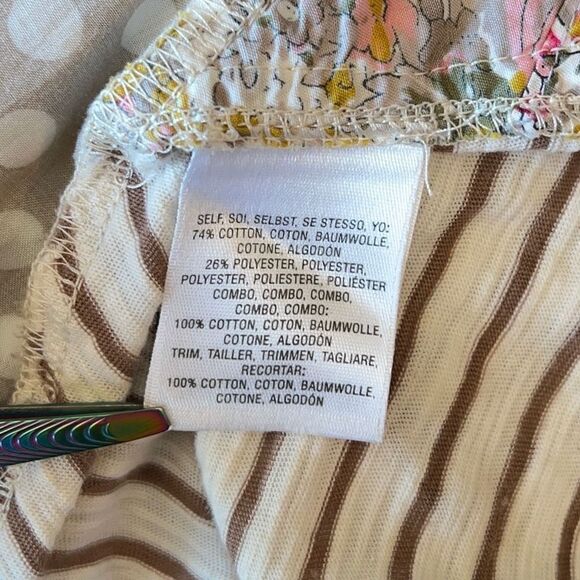 SELF, SOI, SELBST, SE STESSO, YO:
74% COTTON, COTON, BAUMWOLLE,
COTONE, ALGODÓN
26% POLYESTER, POLYESTER,
POLYESTER, POLIESTERE, POLIÉSTER
COMBO, COMBO, COMBO,
COMBO, COMBO:
100% COTTON, COTON, BAUMWOLLE,
COTONE, ALGODÓN
TRIM, TAILLER, TRIMMEN, TAGLIARE,
RECORTAR:
100% COTTON, COTON, BAUMWOLLE,
COTONE, ALGODÓN